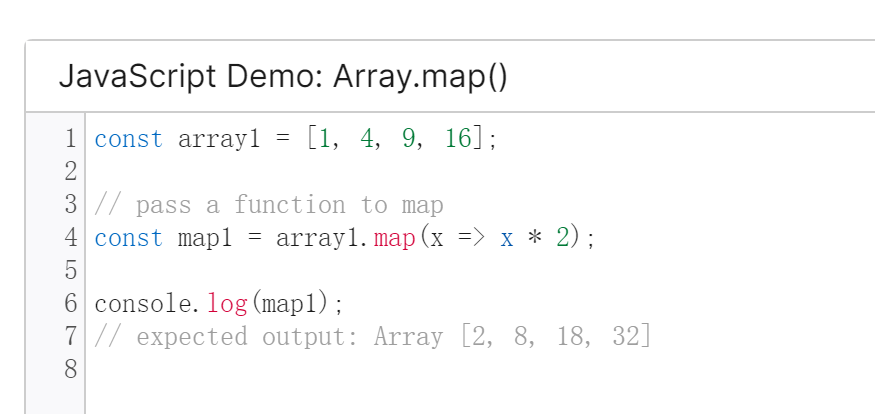 JavaScript Demo: Array.map()
1 const array1 = [1, 4, 9, 16];
2
3 // pass a function to map
4 const map1 = array1.map(x => x * 2);
5
6 console.log(map1);
7 // expected output: Array [2, 8, 18, 32]
8